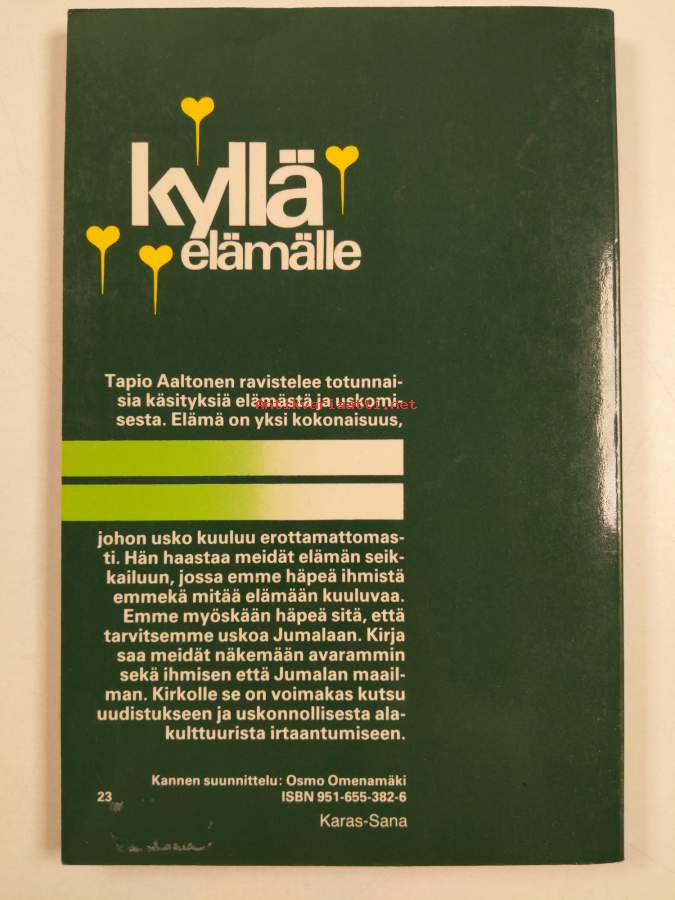 kyllä
elämälle
Tapio Aaltonen ravistelee totunnai-
sia käsityksiä elämästä ja uskomi-
Antikvariaatti.net
sesta. Elämä on yksi kokonaisuus,
johon usko kuuluu erottamattomas-
ti. Hän haastaa meidät elämän seik-
kailuun, jossa emme häpeä ihmistä
emmekä mitää elämään kuuluvaa.
Emme myöskään häpeä sitä, että
tarvitsemme uskoa Jumalaan. Kirja
saa meidät näkemään avarammin
sekä ihmisen että Jumalan maail-
man. Kirkolle se on voimakas kutsu
uudistukseen ja uskonnollisesta ala-
kulttuurista irtaantumiseen.
Kannen suunnittelu: Osmo Omenamäki
23 ISBN 951-655-382-6
Karas-Sana